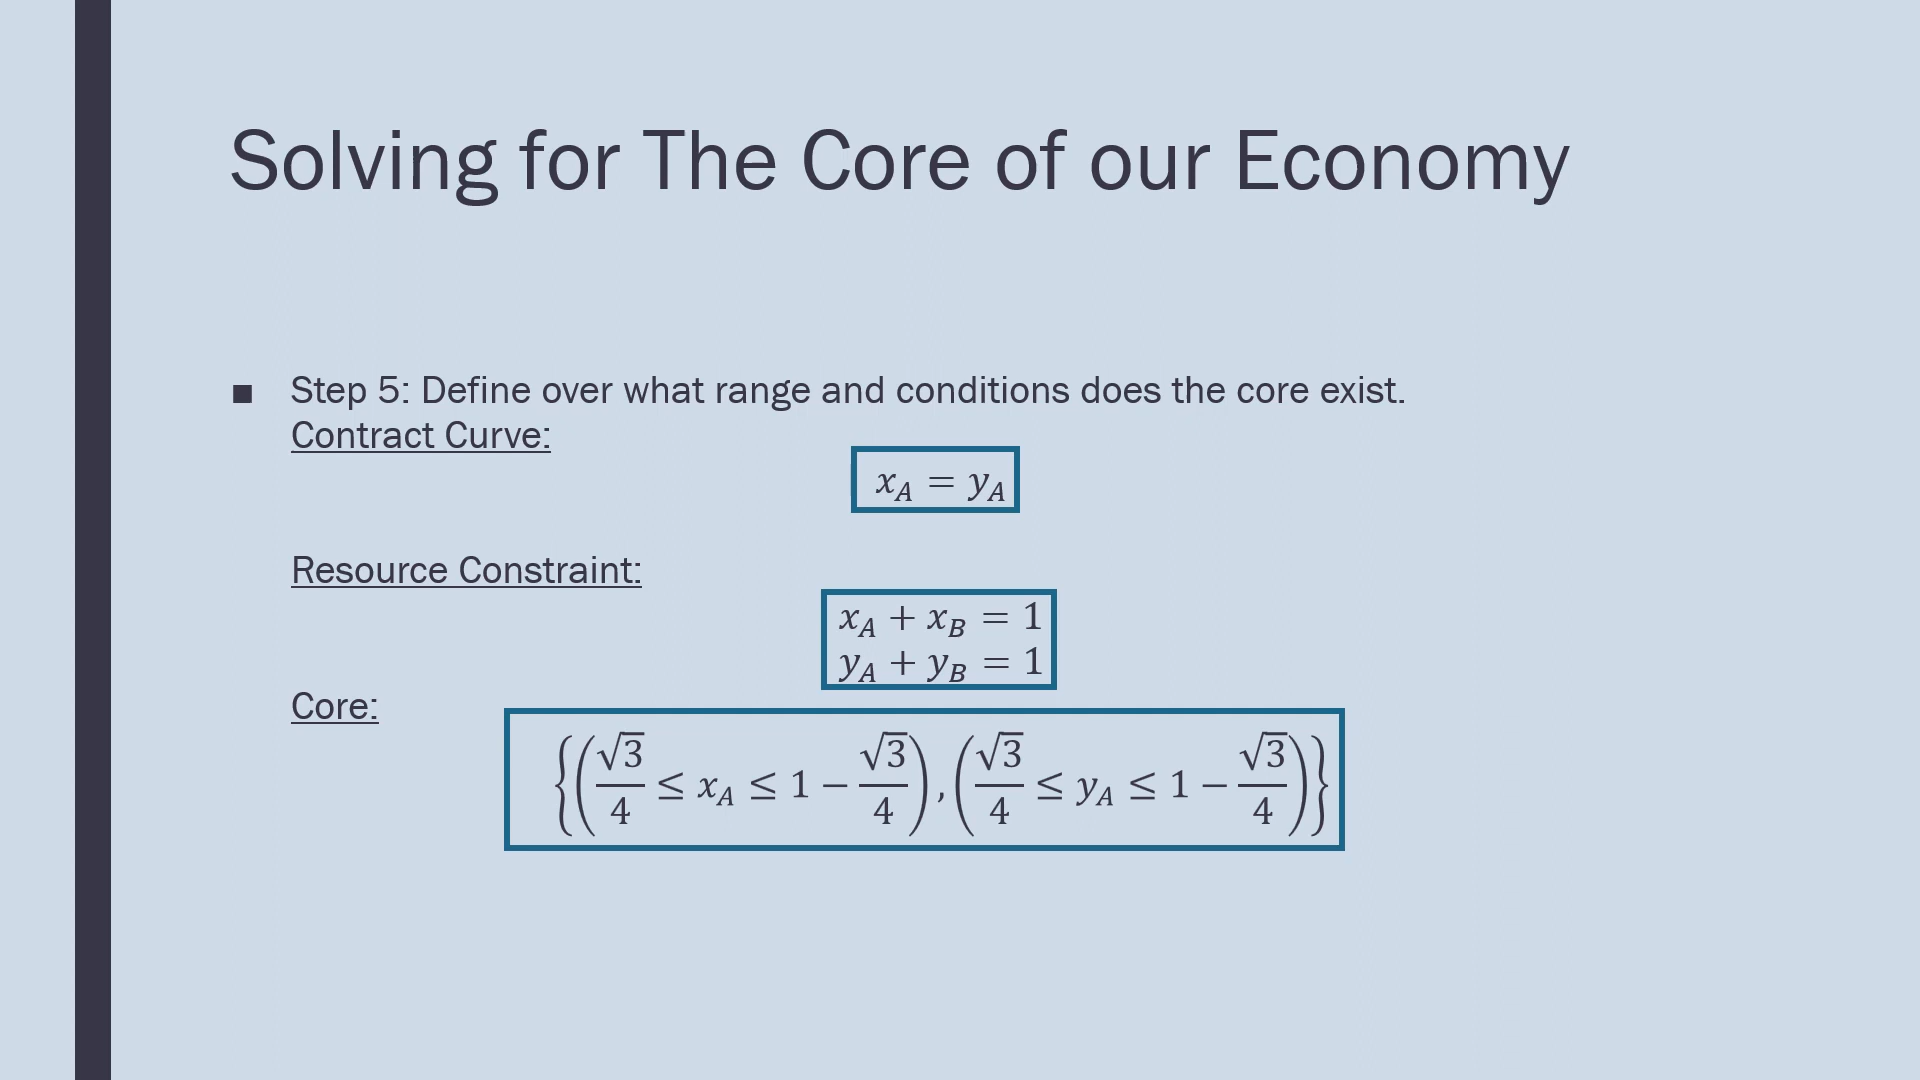 Solving for The Core of our Economy
■ Step 5: Define over what range and conditions does the core exist.
Contract Curve:
x_A = y_A
Resource Constraint:
x_A + x_B = 1
y_A + y_B = 1
Core:
{(√3/4 ≤ x_A ≤ 1 − √3/4), (√3/4 ≤ y_A ≤ 1 − √3/4)}